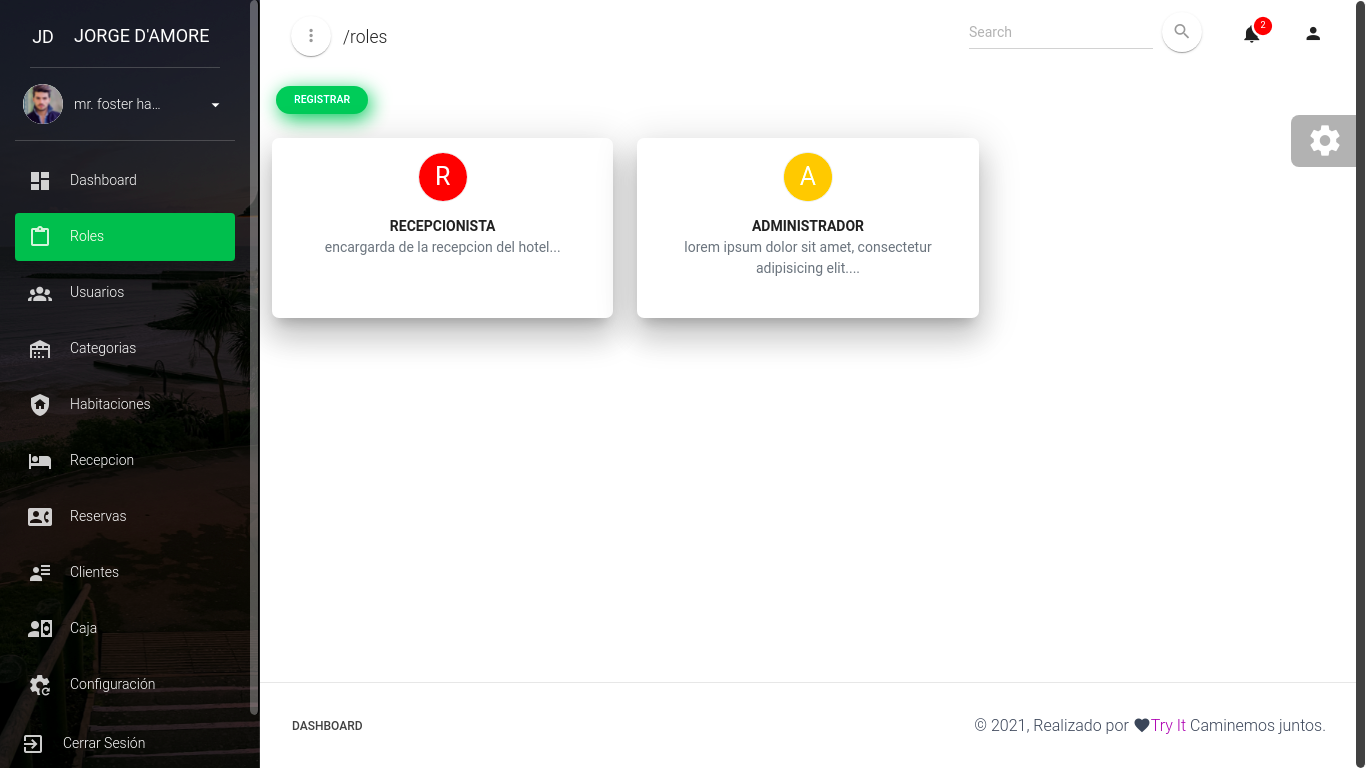 JD JORGE D'AMORE
mr. foster ha...
Dashboard
Roles
Usuarios
Categorias
Habitaciones
Recepcion
Reservas
Clientes
Caja
Configuración
Cerrar Sesión
/roles
Search
2
REGISTRAR
R
RECEPCIONISTA
encargarda de la recepcion del hotel...
A
ADMINISTRADOR
lorem ipsum dolor sit amet, consectetur
adipisicing elit....
DASHBOARD
© 2021, Realizado por Try It Caminemos juntos.